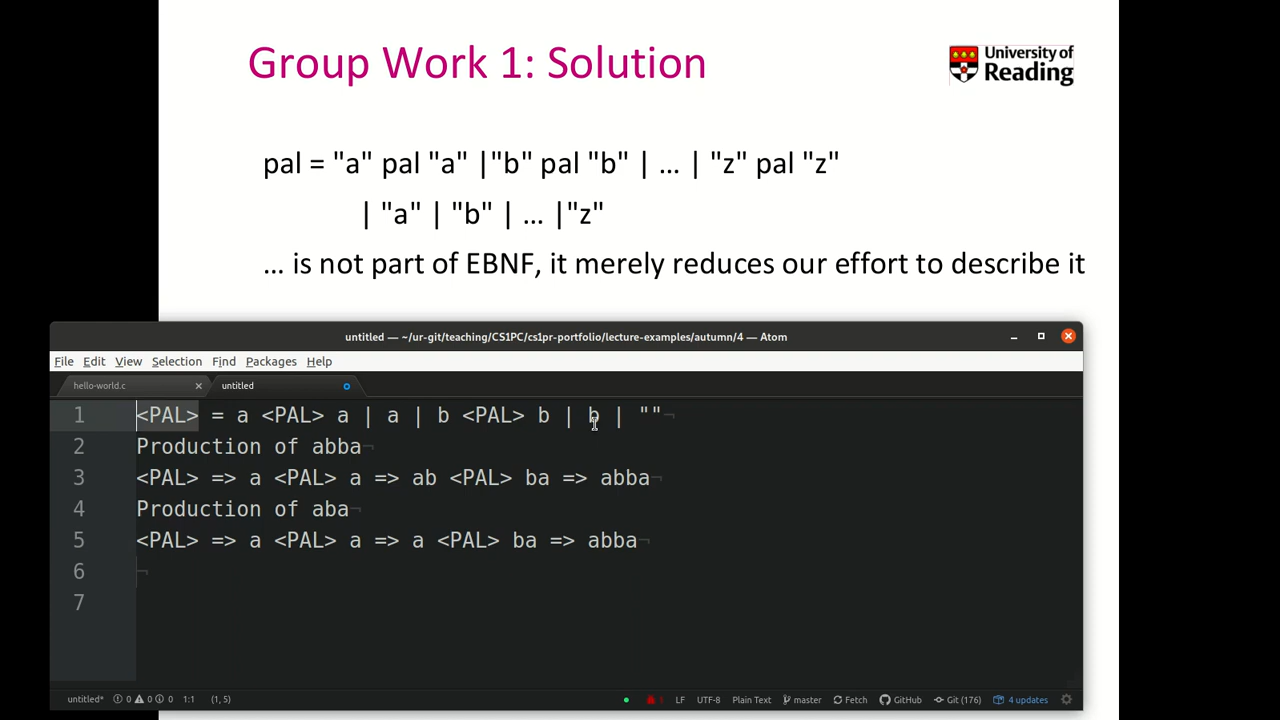 Group Work 1: Solution
University of
Reading
pal = "a" pal "a" |"b" pal "b" | … | "z" pal "z"
| "a" | "b" | … |"z"
… is not part of EBNF, it merely reduces our effort to describe it
untitled — ~/ur-git/teaching/CS1PC/cs1pr-portfolio/lecture-examples/autumn/4 — Atom
File Edit View Selection Find Packages Help
hello-world.c untitled
1 <PAL> = a <PAL> a | a | b <PAL> b | b | ""¬
2 Production of abba¬
3 <PAL> => a <PAL> a => ab <PAL> ba => abba¬
4 Production of aba¬
5 <PAL> => a <PAL> a => a <PAL> ba => abba¬
6 ¬
7
untitled* 0 0 0 1:1 (1, 5) 1 LF UTF-8 Plain Text master Fetch GitHub Git (176) 4 updates